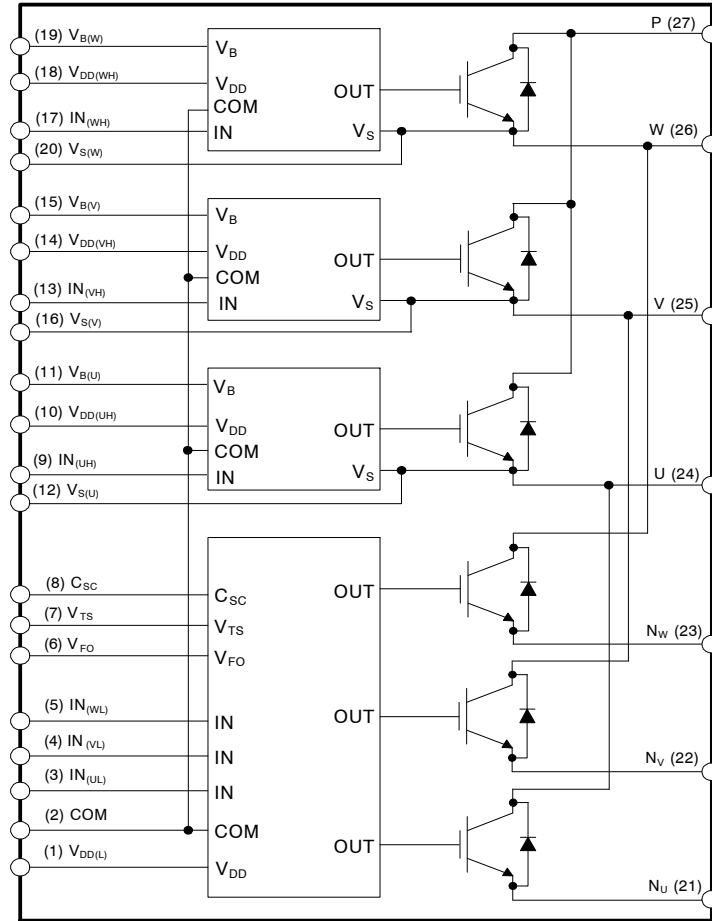 (19) VB(W)
VB
P (27)
(18) VDD(WH)
VDD
OUT
COM
(17) IN(WH)
IN
VS
W (26)
(20) VS(W)
(15) VB(V)
VB
(14) VDD(VH)
VDD
OUT
COM
(13) IN(VH)
IN
VS
V (25)
(16) VS(V)
(11) VB(U)
VB
(10) VDD(UH)
VDD
OUT
COM
(9) IN(UH)
IN
VS
U (24)
(12) VS(U)
(8) CSC
CSC
OUT
(7) VTS
VTS
(6) VFO
VFO
NW (23)
(5) IN(WL)
IN
OUT
(4) IN(VL)
IN
NV (22)
(3) IN(UL)
IN
(2) COM
COM
OUT
(1) VDD(L)
VDD
NU (21)